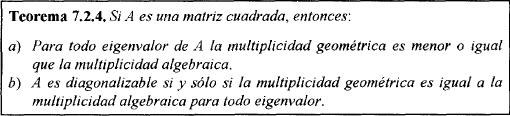 Teorema 7.2.4. Si A es una matriz cuadrada, entonces:
a) Para todo eigenvalor de A la multiplicidad geométrica es menor o igual
que la multiplicidad algebraica.
b) A es diagonalizable si y sólo si la multiplicidad geométrica es igual a la
multiplicidad algebraica para todo eigenvalor.